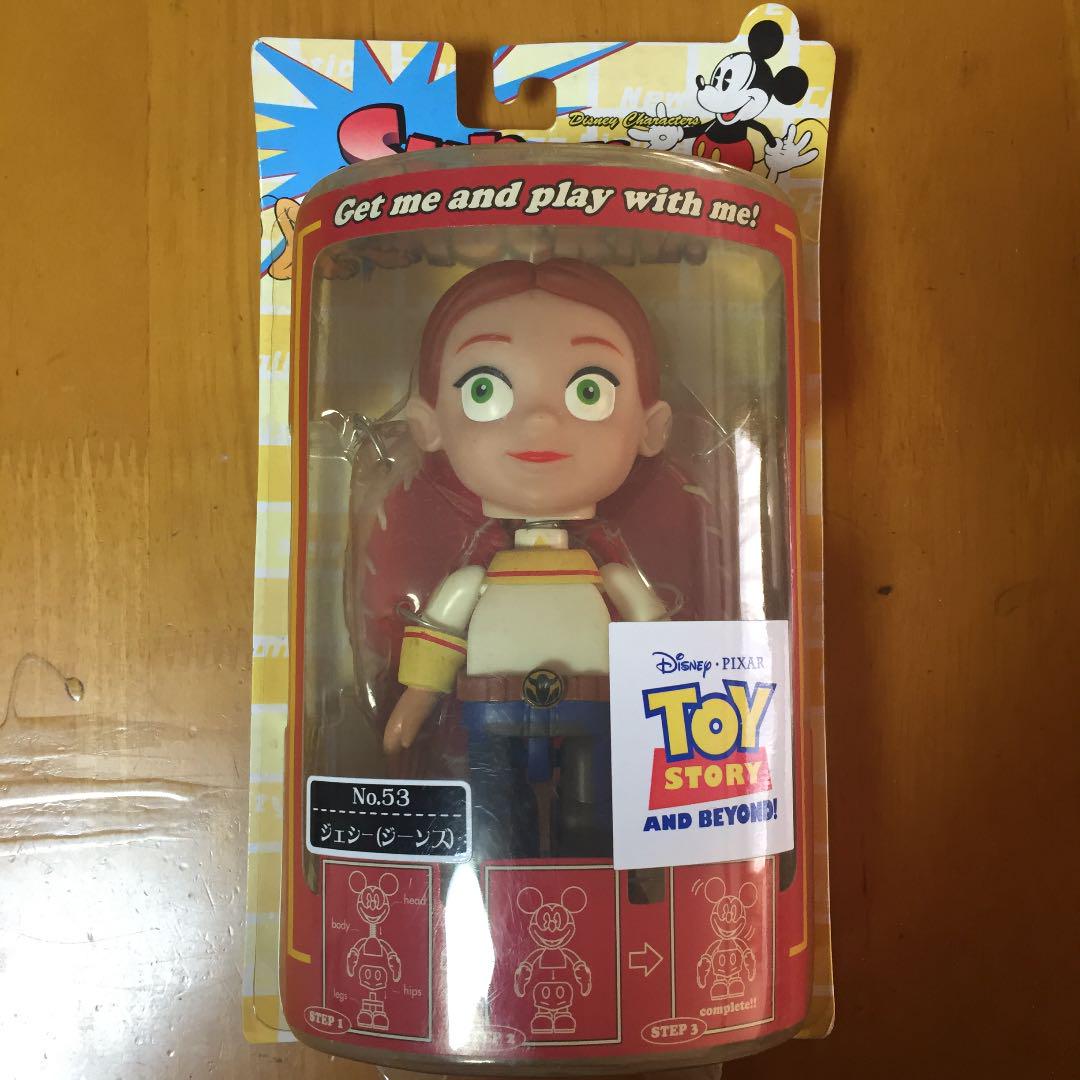 Disney Characters
Get me and play with me!
Disney · PIXAR
TOY
STORY
AND BEYOND!
No.53
ジェシー(ジーンズ)
head
body
legs
hips
STEP 1
STEP 2
complete!!
STEP 3